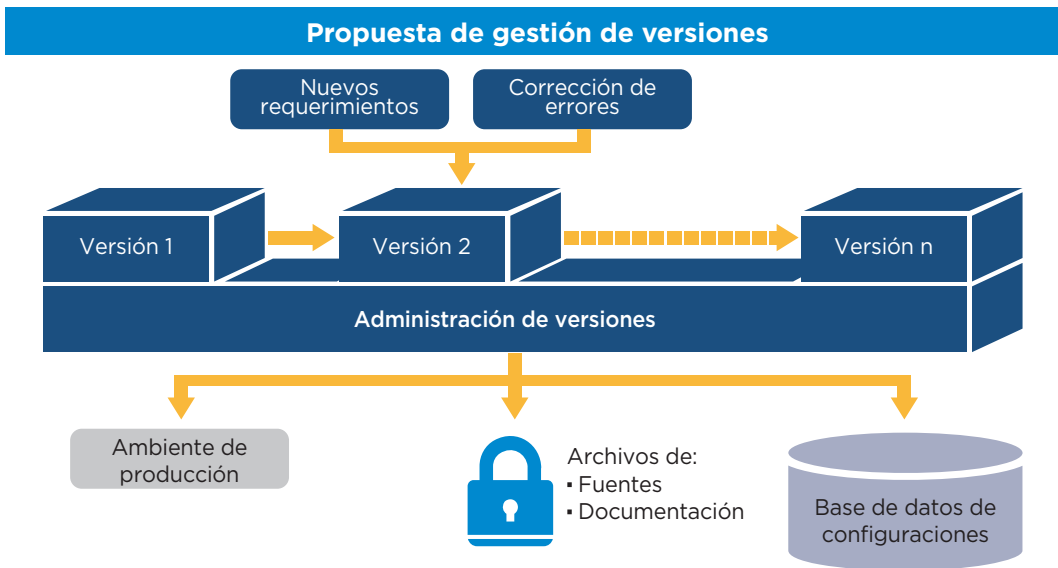 Propuesta de gestión de versiones
Nuevos
requerimientos
Corrección de
errores
Versión 1
Versión 2
Versión n
Administración de versiones
Ambiente de
producción
Archivos de:
▪ Fuentes
▪ Documentación
Base de datos de
configuraciones